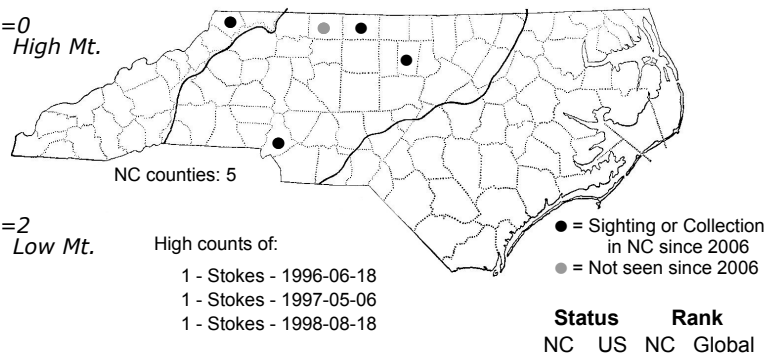 =0
High Mt.
NC counties: 5
=2
Low Mt.
High counts of:
1 - Stokes - 1996-06-18
1 - Stokes - 1997-05-06
1 - Stokes - 1998-08-18
● = Sighting or Collection
in NC since 2006
● = Not seen since 2006
Status Rank
NC US NC Global